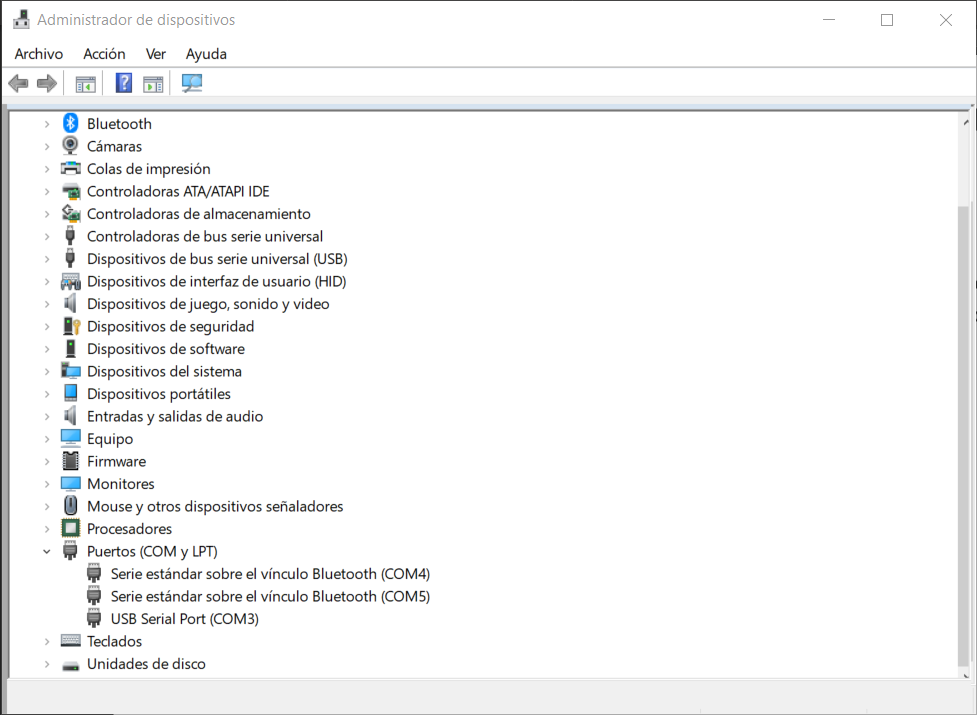 Administrador de dispositivos
Archivo Acción Ver Ayuda
?
Bluetooth
Cámaras
Colas de impresión
Controladoras ATA/ATAPI IDE
Controladoras de almacenamiento
Controladoras de bus serie universal
Dispositivos de bus serie universal (USB)
Dispositivos de interfaz de usuario (HID)
Dispositivos de juego, sonido y video
Dispositivos de seguridad
Dispositivos de software
Dispositivos del sistema
Dispositivos portátiles
Entradas y salidas de audio
Equipo
Firmware
Monitores
Mouse y otros dispositivos señaladores
Procesadores
Puertos (COM y LPT)
Serie estándar sobre el vínculo Bluetooth (COM4)
Serie estándar sobre el vínculo Bluetooth (COM5)
USB Serial Port (COM3)
Teclados
Unidades de disco